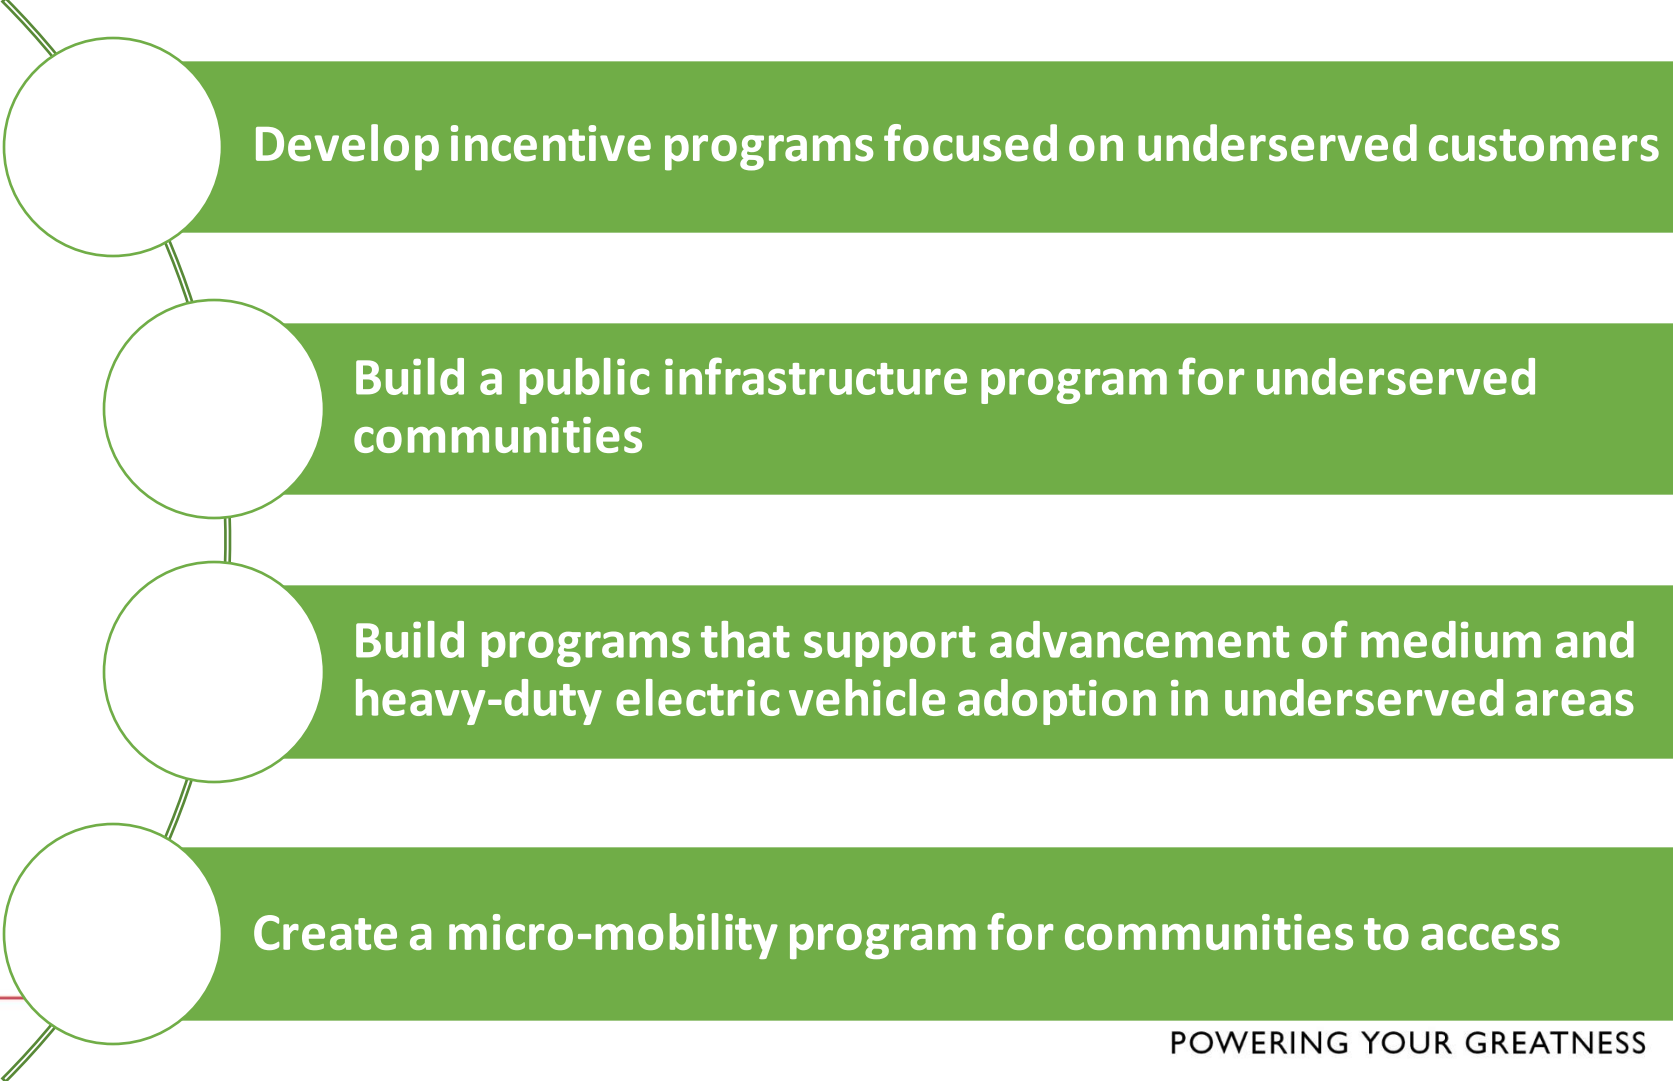 Develop incentive programs focused on underserved customers
Build a public infrastructure program for underserved
communities
Build programs that support advancement of medium and
heavy-duty electric vehicle adoption in underserved areas
Create a micro-mobility program for communities to access
POWERING YOUR GREATNESS